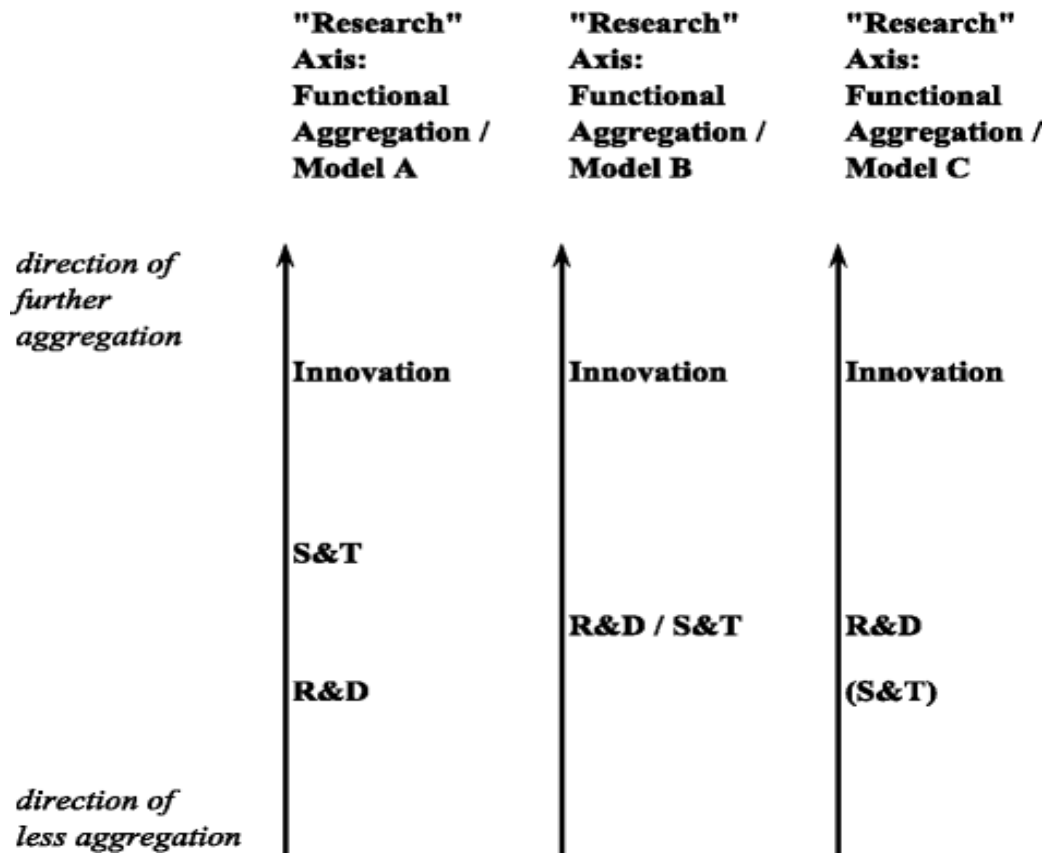 "Research"
Axis:
Functional
Aggregation /
Model A
"Research"
Axis:
Functional
Aggregation /
Model B
"Research"
Axis:
Functional
Aggregation /
Model C
direction of
further
aggregation
Innovation
Innovation
Innovation
S&T
R&D / S&T
R&D
R&D
(S&T)
direction of
less aggregation